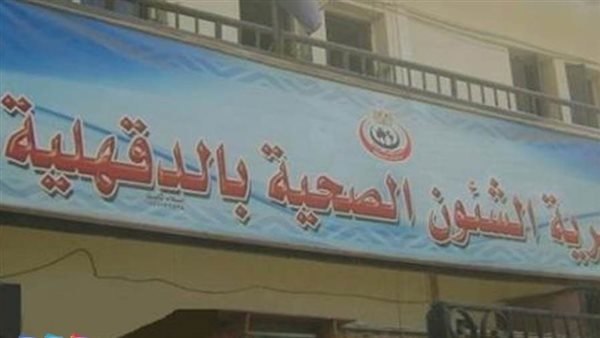 رية الشئون الصحية بالدقهلية